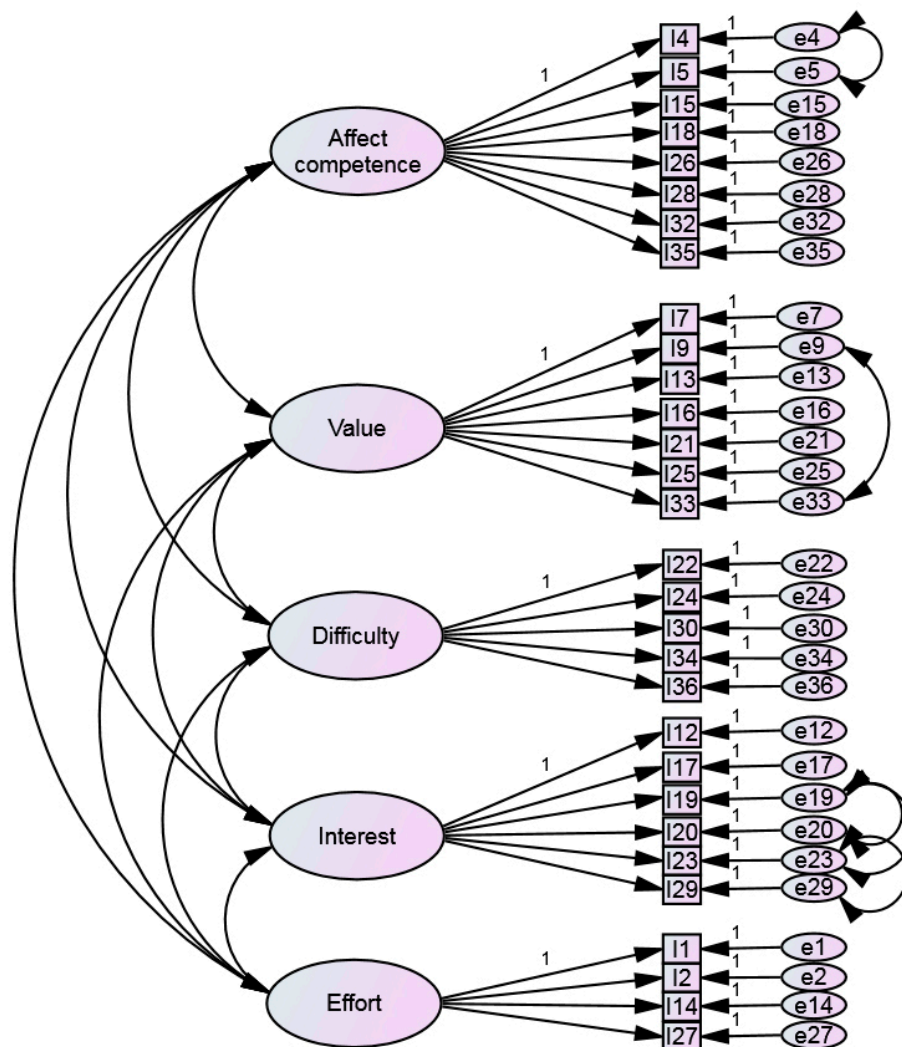 Affect
competence
1
I4
1
e4
I5
1
e5
I15
1
e15
I18
1
e18
I26
1
e26
I28
1
e28
I32
1
e32
I35
1
e35
Value
1
I7
1
e7
I9
1
e9
I13
1
e13
I16
1
e16
I21
1
e21
I25
1
e25
I33
1
e33
Difficulty
1
I22
1
e22
I24
1
e24
I30
1
e30
I34
1
e34
I36
1
e36
Interest
1
I12
1
e12
I17
1
e17
I19
1
e19
I20
1
e20
I23
1
e23
I29
1
e29
Effort
1
I1
1
e1
I2
1
e2
I14
1
e14
I27
1
e27